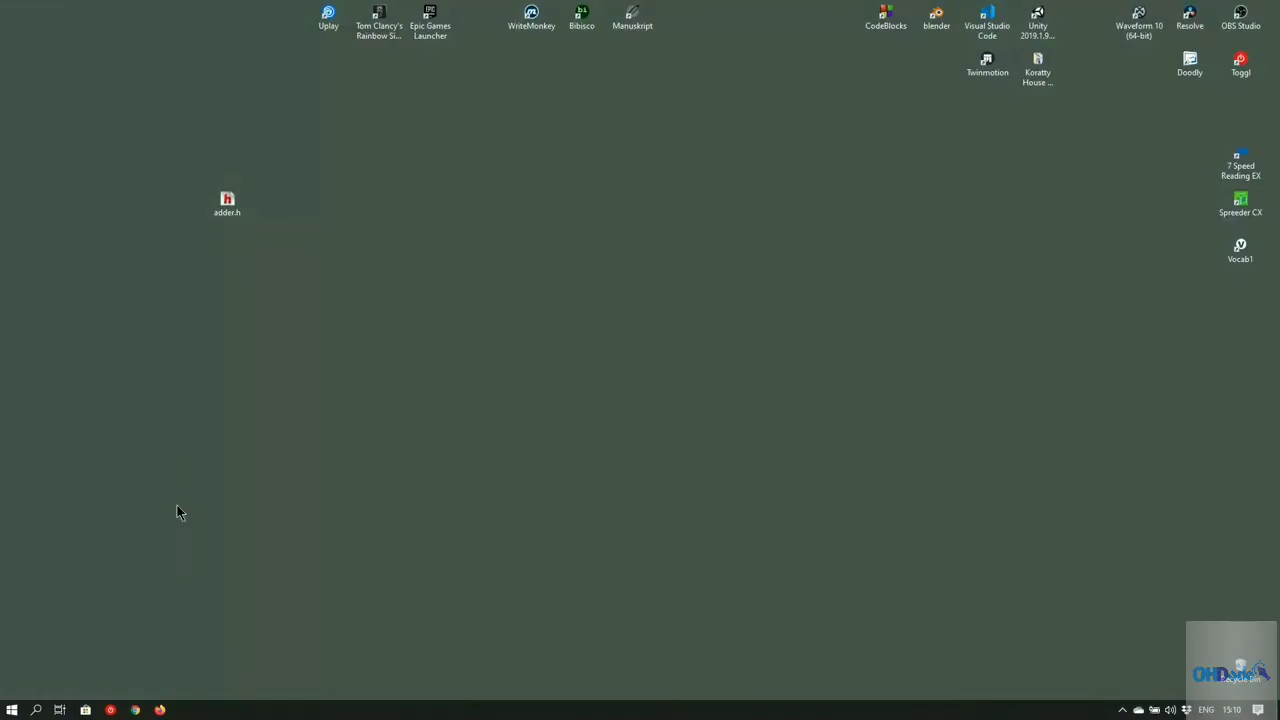 Uplay
Tom Clancy's
Rainbow Si...
Epic Games
Launcher
WriteMonkey
Bibisco
Manuskript
CodeBlocks
blender
Visual Studio
Code
Unity
2019.1.9...
Waveform 10
(64-bit)
Resolve
OBS Studio
Twinmotion
Koratty
House ...
Doodly
Toggl
7 Speed
Reading EX
adder.h
Spreeder CX
Vocab1
Recycle Bin
ENG
15:10